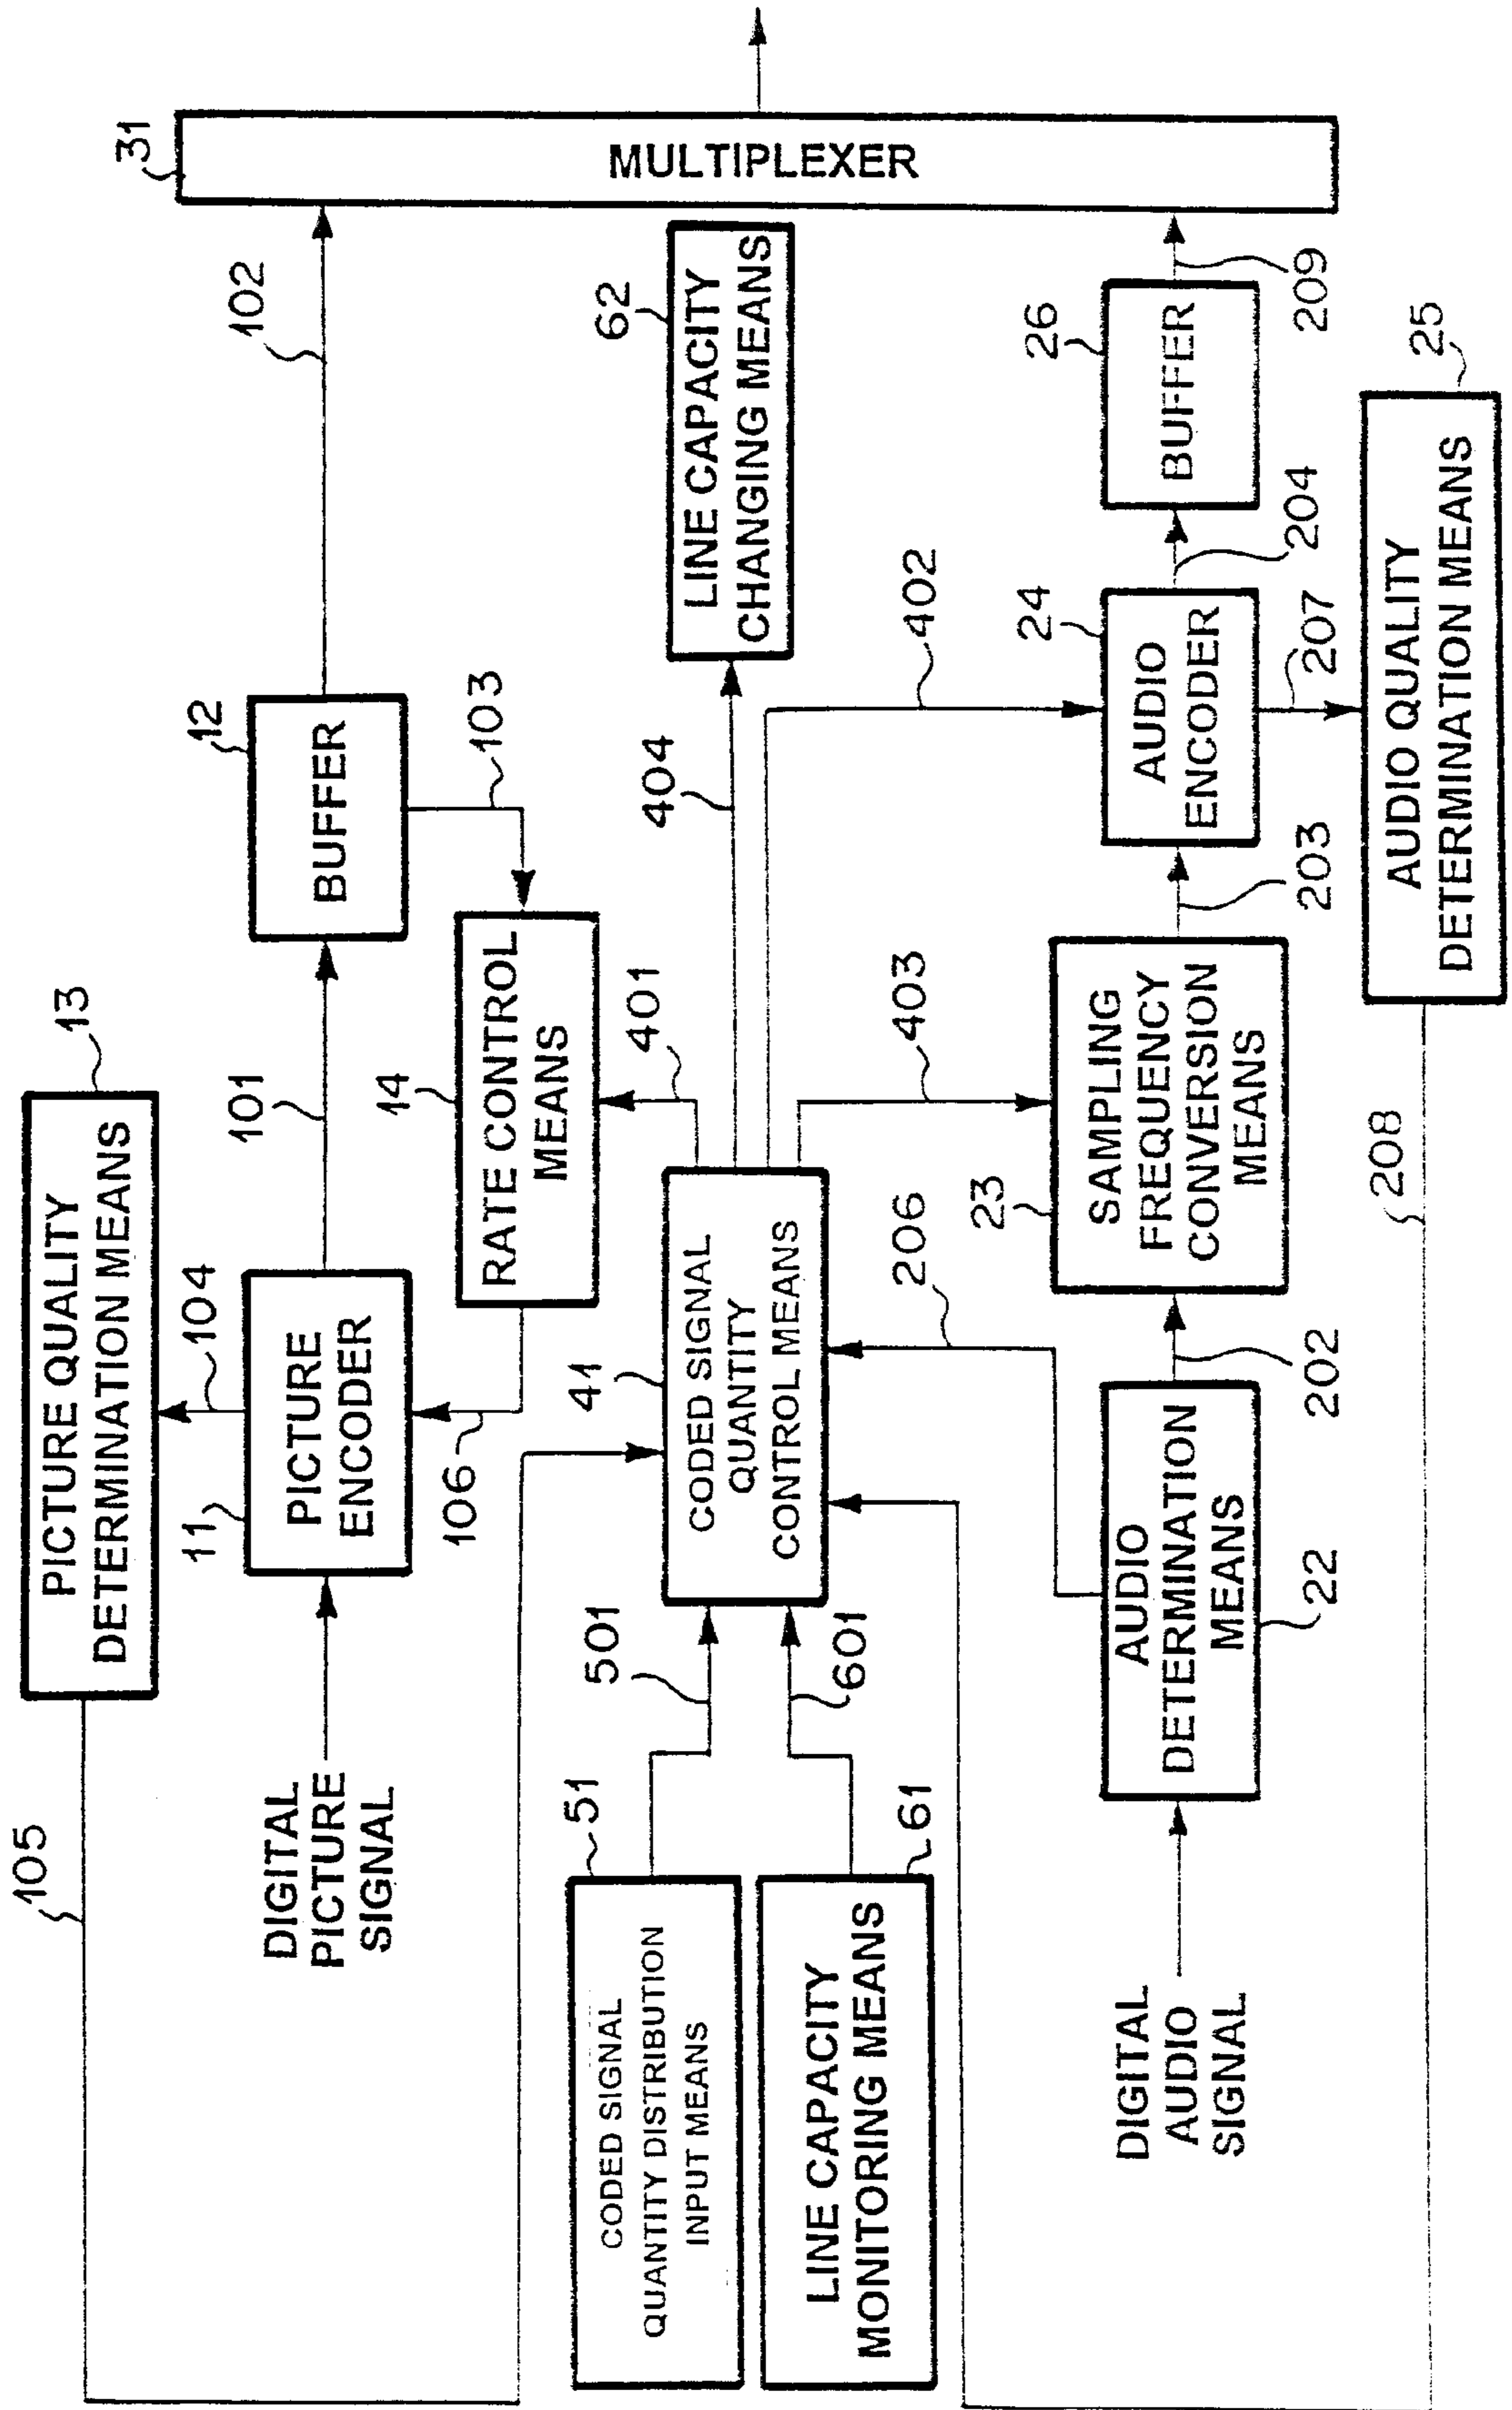 105
PICTURE QUALITY
DETERMINATION MEANS
13
DIGITAL
PICTURE
SIGNAL
11
104
PICTURE
ENCODER
101
12
BUFFER
102
31
MULTIPLEXER
106
14
RATE CONTROL
MEANS
103
51
CODED SIGNAL
QUANTITY DISTRIBUTION
INPUT MEANS
501
41
CODED SIGNAL
QUANTITY
CONTROL MEANS
401
404
62
LINE CAPACITY
CHANGING MEANS
61
LINE CAPACITY
MONITORING MEANS
601
206
403
402
DIGITAL
AUDIO
SIGNAL
AUDIO
DETERMINATION
MEANS
22
202
23
SAMPLING
FREQUENCY
CONVERSION
MEANS
203
24
AUDIO
ENCODER
204
26
BUFFER
209
207
208
AUDIO QUALITY
DETERMINATION MEANS
25